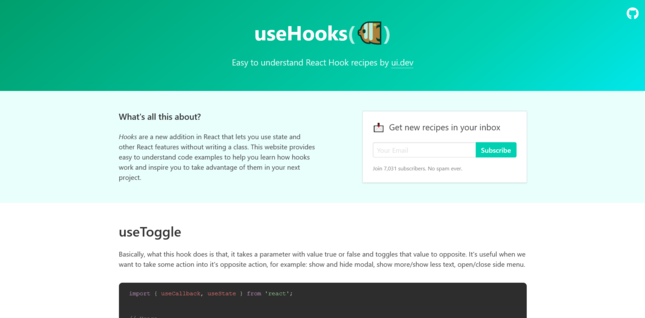 useHooks(🐠)
Easy to understand React Hook recipes by ui.dev
What's all this about?
Hooks are a new addition in React that lets you use state and
other React features without writing a class. This website provides
easy to understand code examples to help you learn how hooks
work and inspire you to take advantage of them in your next
project.
📩 Get new recipes in your inbox
Your Email
Subscribe
Join 7,031 subscribers. No spam ever.
useToggle
Basically, what this hook does is that, it takes a parameter with value true or false and toggles that value to opposite. It's useful when we
want to take some action into it's opposite action, for example: show and hide modal, show more/show less text, open/close side menu.
import { useCallback, useState } from 'react';